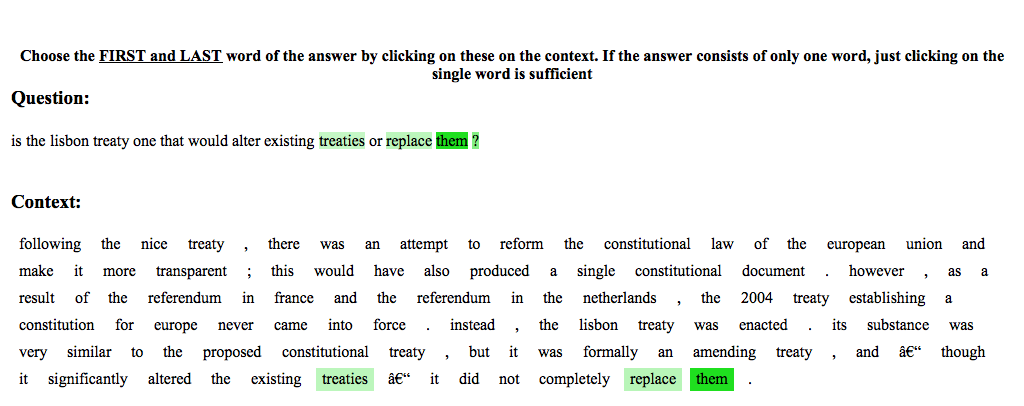 Choose the FIRST and LAST word of the answer by clicking on these on the context. If the answer consists of only one word, just clicking on the
single word is sufficient
Question:
is the lisbon treaty one that would alter existing treaties or replace them ?
Context:
following the nice treaty , there was an attempt to reform the constitutional law of the european union and
make it more transparent ; this would have also produced a single constitutional document . however , as a
result of the referendum in france and the referendum in the netherlands , the 2004 treaty establishing a
constitution for europe never came into force . instead , the lisbon treaty was enacted . its substance was
very similar to the proposed constitutional treaty , but it was formally an amending treaty , and â€“ though
it significantly altered the existing treaties â€“ it did not completely replace them .